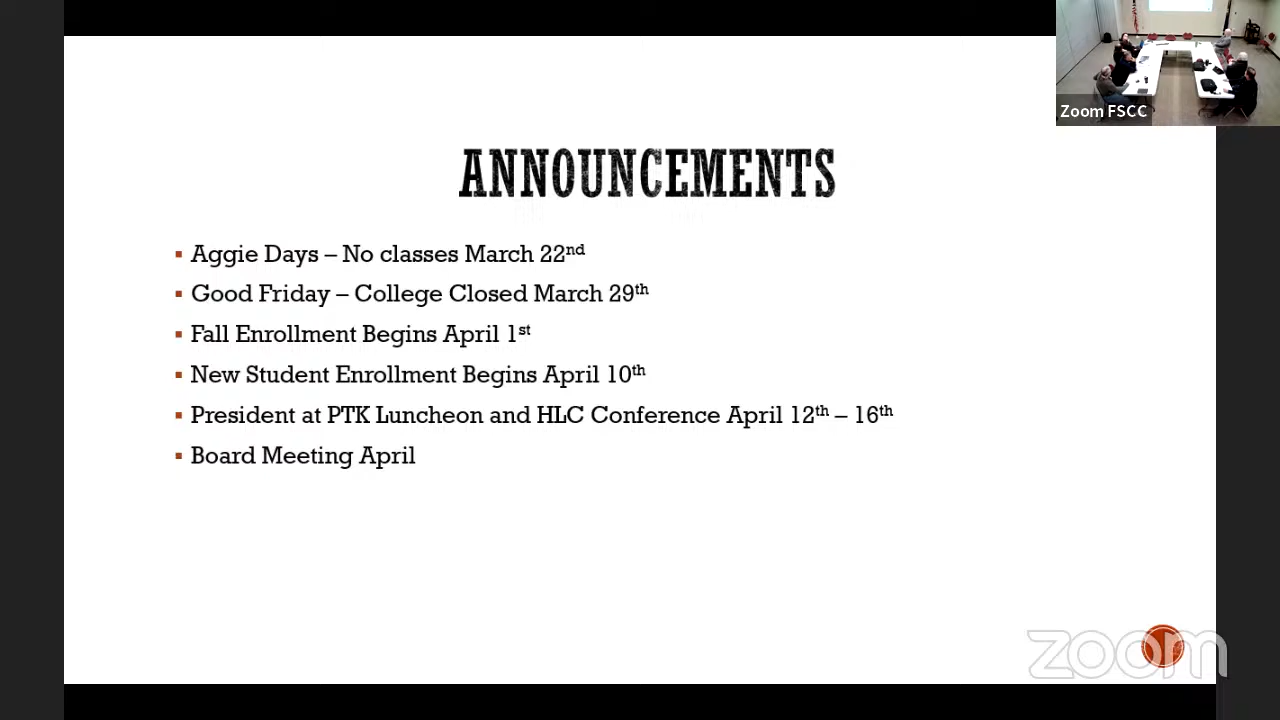 Zoom FSCC
ANNOUNCEMENTS
▪ Aggie Days – No classes March 22nd
▪ Good Friday – College Closed March 29th
▪ Fall Enrollment Begins April 1st
▪ New Student Enrollment Begins April 10th
▪ President at PTK Luncheon and HLC Conference April 12th – 16th
▪ Board Meeting April
zoom